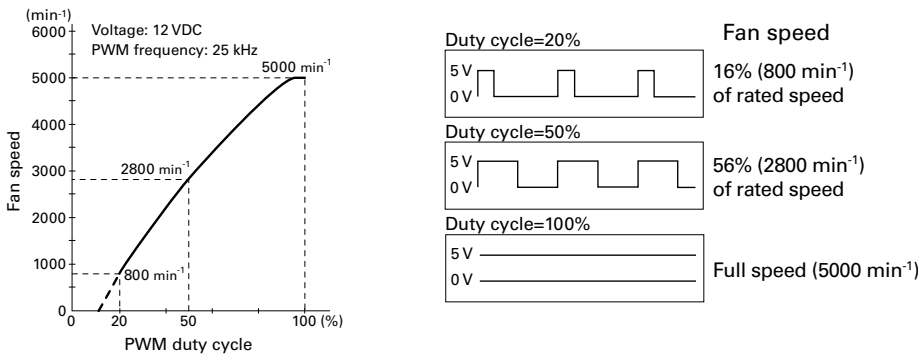 (min-1)
6000
Voltage: 12 VDC
PWM frequency: 25 kHz
5000 min-1
5000
4000
2800 min-1
3000
2000
1000
800 min-1
0
0 20 50 100 (%)
Fan speed
PWM duty cycle
Fan speed
Duty cycle=20%
5 V
0 V
16% (800 min-1)
of rated speed
Duty cycle=50%
5 V
0 V
56% (2800 min-1)
of rated speed
Duty cycle=100%
5 V
0 V
Full speed (5000 min-1)